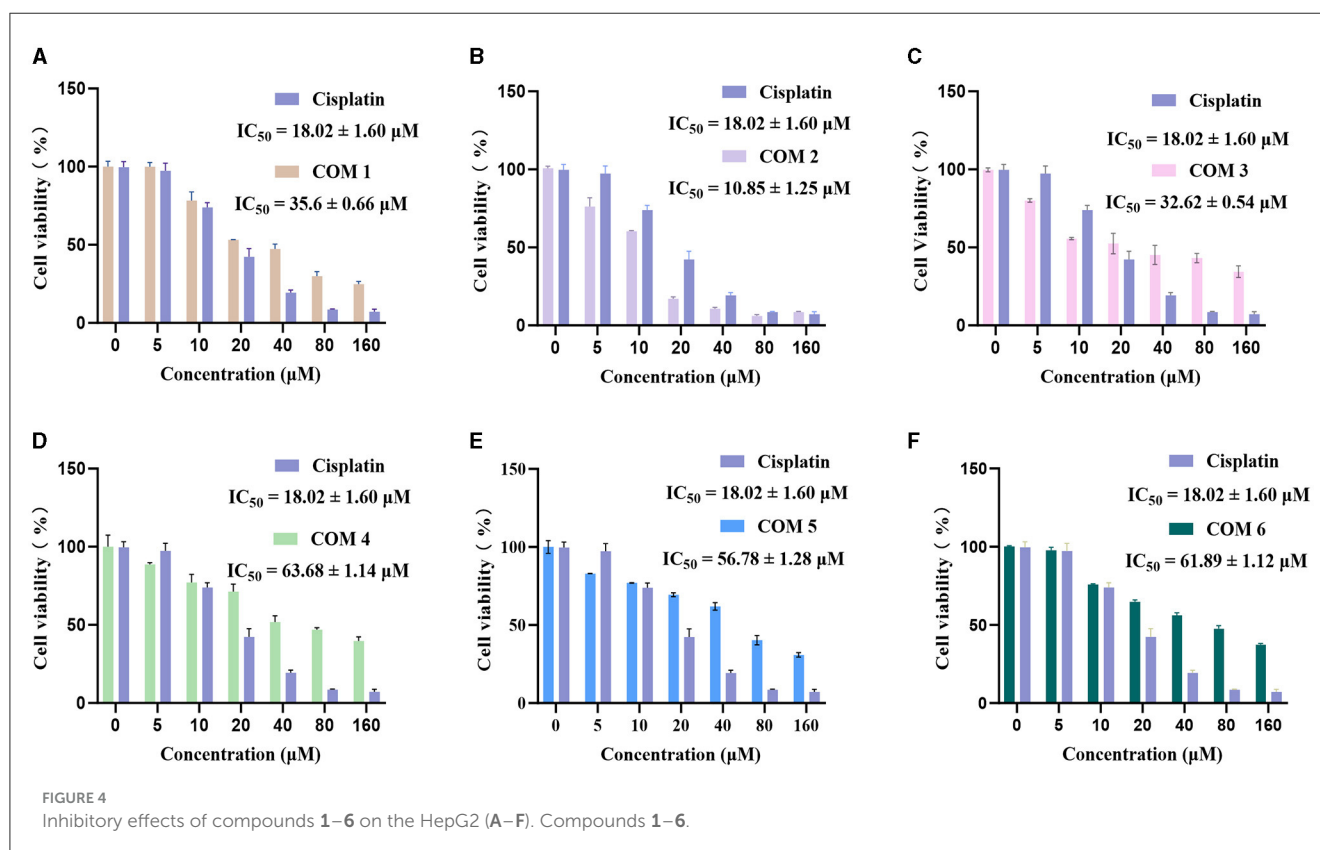 A
Cell viability（ %）
150
100
50
0
Cisplatin
IC50 = 18.02 ± 1.60 μM
COM 1
IC50 = 35.6 ± 0.66 μM
0 5 10 20 40 80 160
Concentration (μM)
B
Cell viability（ %）
150
100
50
0
Cisplatin
IC50 = 18.02 ± 1.60 μM
COM 2
IC50 = 10.85 ± 1.25 μM
0 5 10 20 40 80 160
Concentration (μM)
C
Cell Viability（ %）
150
100
50
0
Cisplatin
IC50 = 18.02 ± 1.60 μM
COM 3
IC50 = 32.62 ± 0.54 μM
0 5 10 20 40 80 160
Concentration (μM)
D
Cell viability（ %）
150
100
50
0
Cisplatin
IC50 = 18.02 ± 1.60 μM
COM 4
IC50 = 63.68 ± 1.14 μM
0 5 10 20 40 80 160
Concentration (μM)
E
Cell viability（ %）
150
100
50
0
Cisplatin
IC50 = 18.02 ± 1.60 μM
COM 5
IC50 = 56.78 ± 1.28 μM
0 5 10 20 40 80 160
Concentration (μM)
F
Cell viability（ %）
150
100
50
0
Cisplatin
IC50 = 18.02 ± 1.60 μM
COM 6
IC50 = 61.89 ± 1.12 μM
0 5 10 20 40 80 160
Concentration (μM)
FIGURE 4
Inhibitory effects of compounds 1–6 on the HepG2 (A–F). Compounds 1–6.